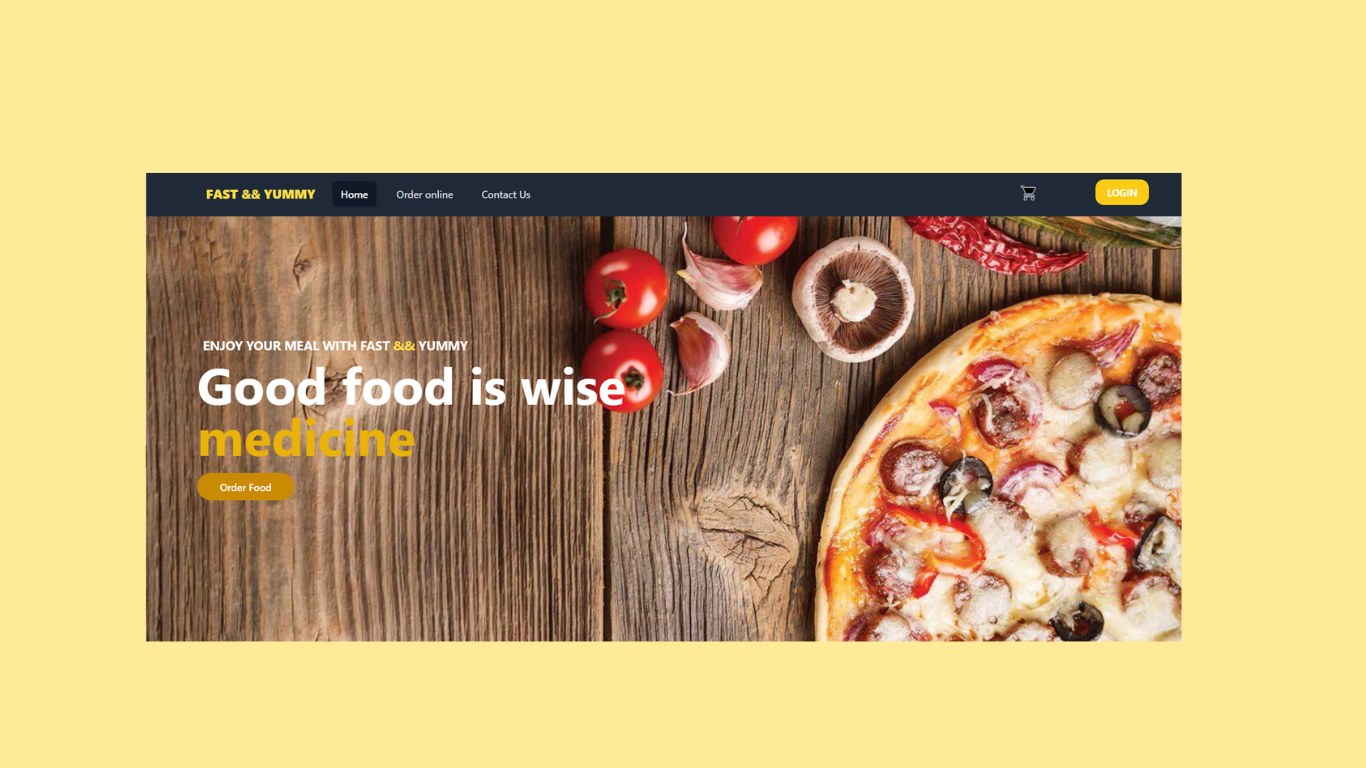 FAST && YUMMY
Home
Order online
Contact Us
LOGIN
ENJOY YOUR MEAL WITH FAST && YUMMY
Good food is wise
medicine
Order Food